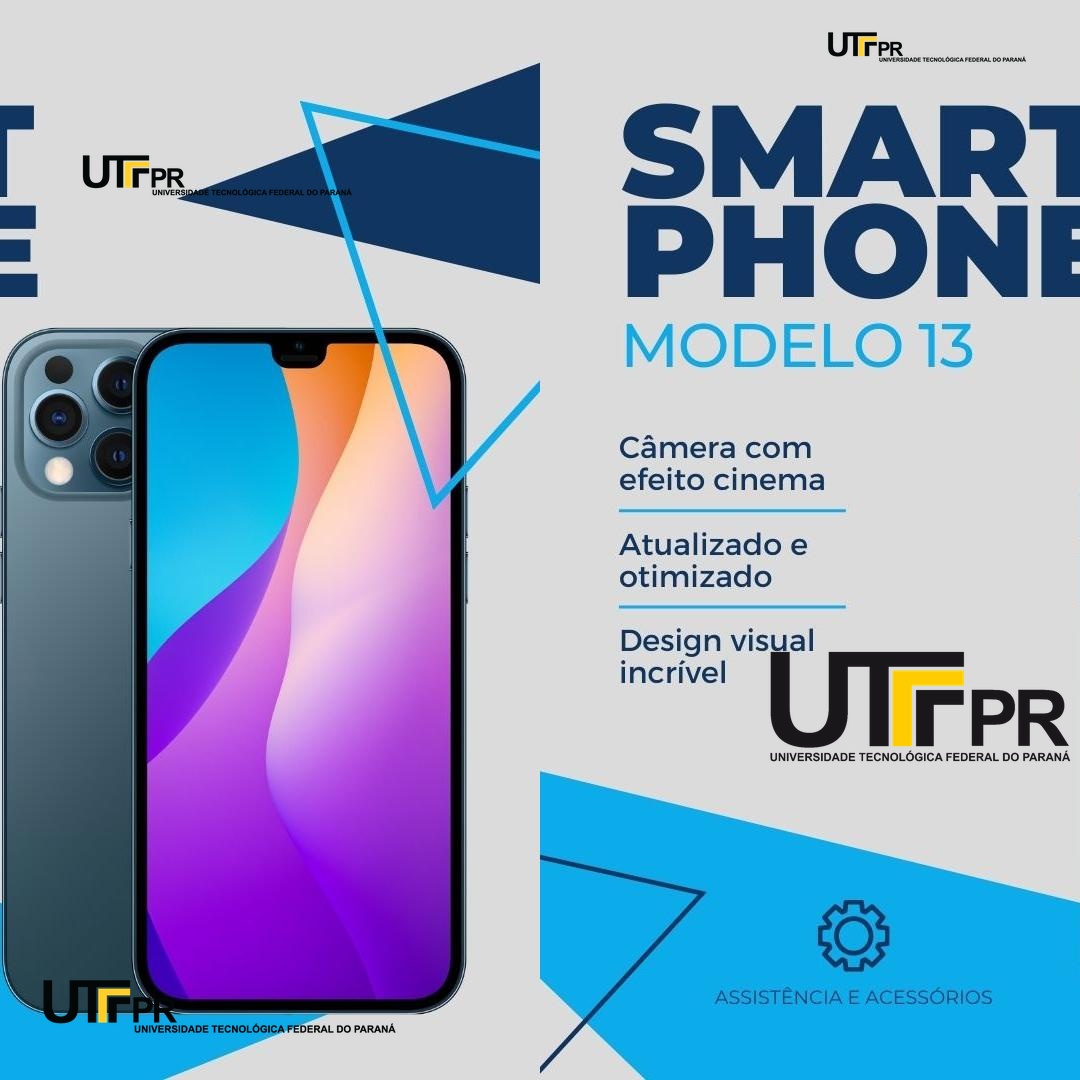 T
E
UTFPR
UNIVERSIDADE TECNOLÓGICA FEDERAL DO PARANÁ
UTFPR
UNIVERSIDADE TECNOLÓGICA FEDERAL DO PARANÁ
UTFPR
UNIVERSIDADE TECNOLÓGICA FEDERAL DO PARANÁ
SMART
PHONE
MODELO 13
Câmera com
efeito cinema
Atualizado e
otimizado
Design visual
incrível
UTFPR
UNIVERSIDADE TECNOLÓGICA FEDERAL DO PARANÁ
ASSISTÊNCIA E ACESSÓRIOS